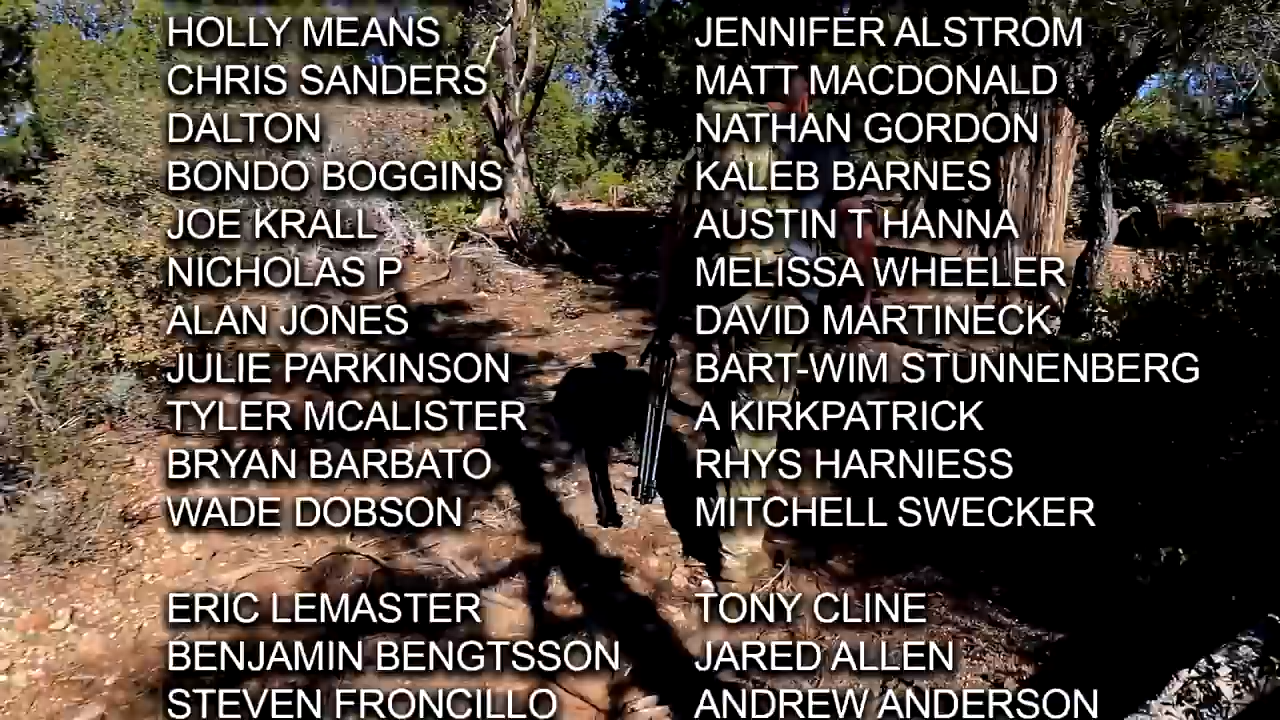 HOLLY MEANS
CHRIS SANDERS
DALTON
BONDO BOGGINS
JOE KRALL
NICHOLAS P
ALAN JONES
JULIE PARKINSON
TYLER MCALISTER
BRYAN BARBATO
WADE DOBSON
ERIC LEMASTER
BENJAMIN BENGTSSON
STEVEN FRONCILLO
JENNIFER ALSTROM
MATT MACDONALD
NATHAN GORDON
KALEB BARNES
AUSTIN T HANNA
MELISSA WHEELER
DAVID MARTINECK
BART-WIM STUNNENBERG
A KIRKPATRICK
RHYS HARNIESS
MITCHELL SWECKER
TONY CLINE
JARED ALLEN
ANDREW ANDERSON